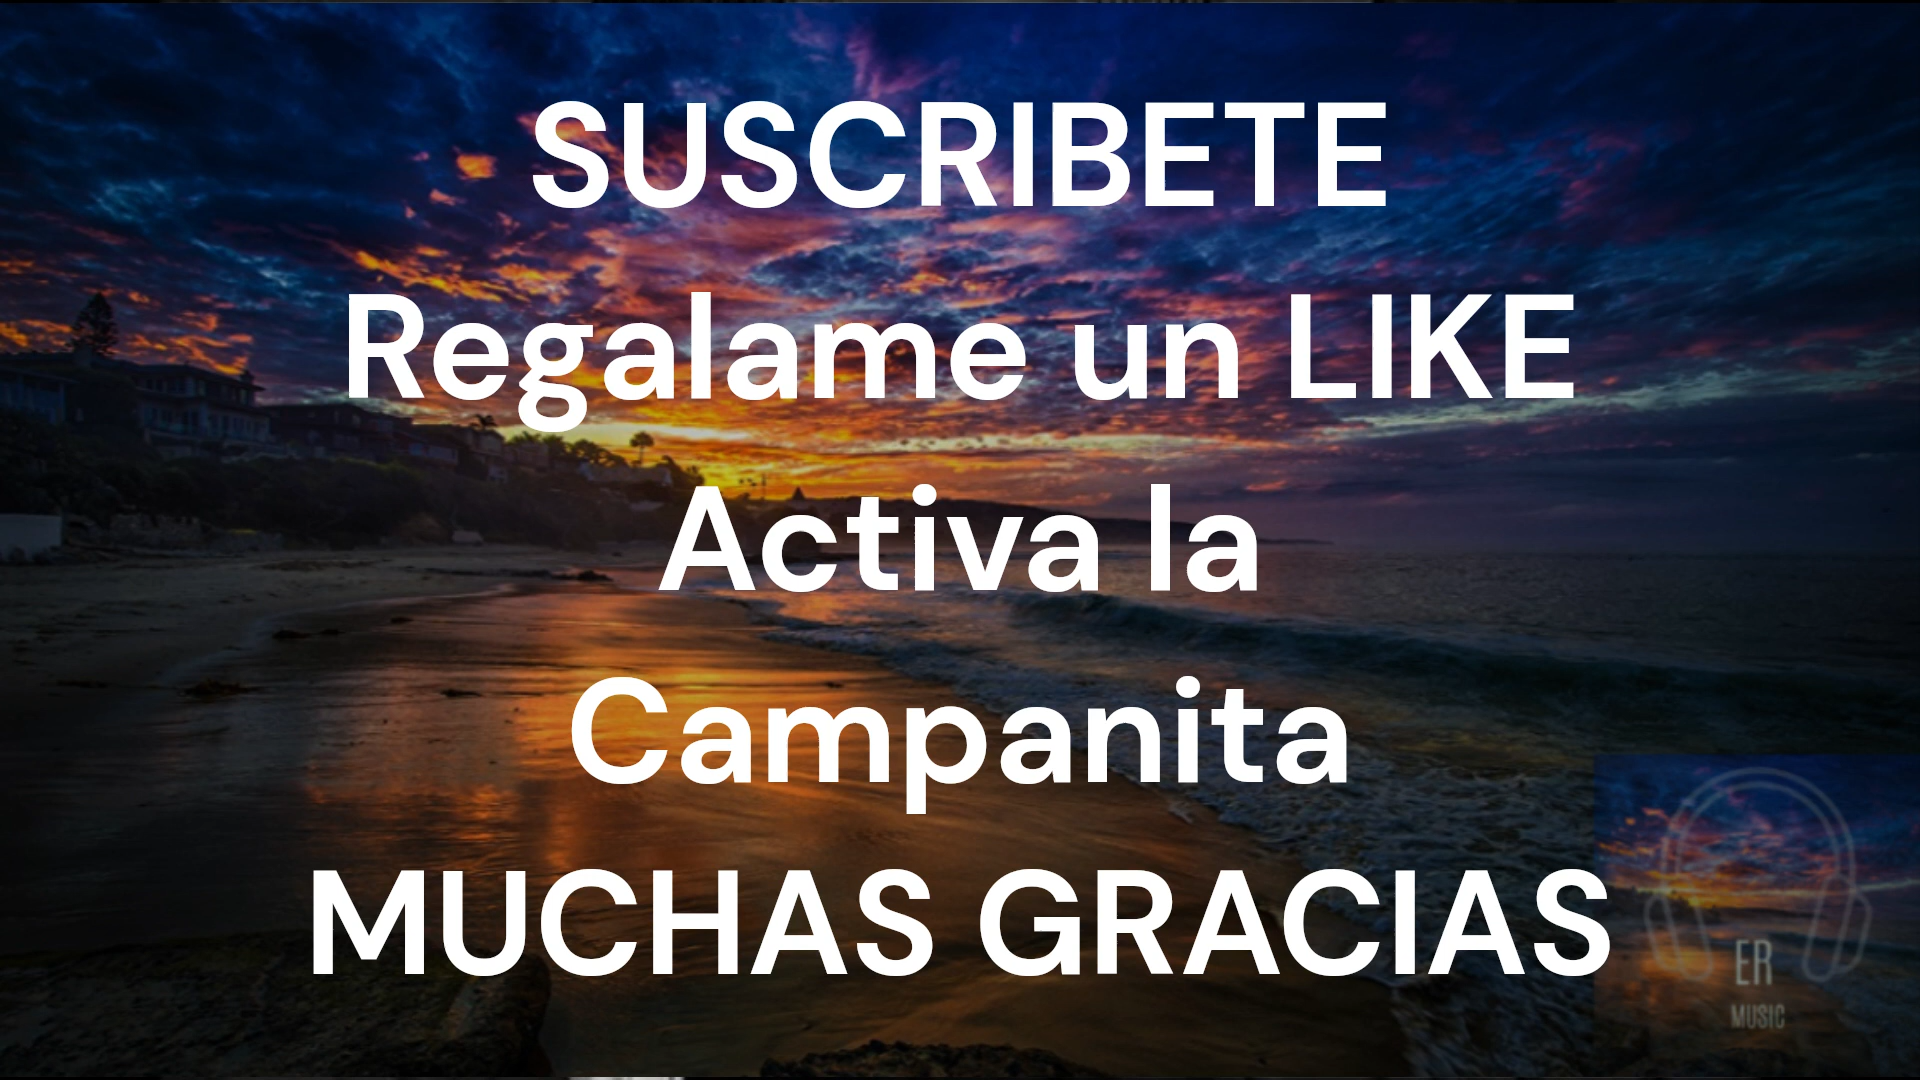 SUSCRIBETE
Regalame un LIKE
Activa la
Campanita
MUCHAS GRACIAS
ER
MUSIC